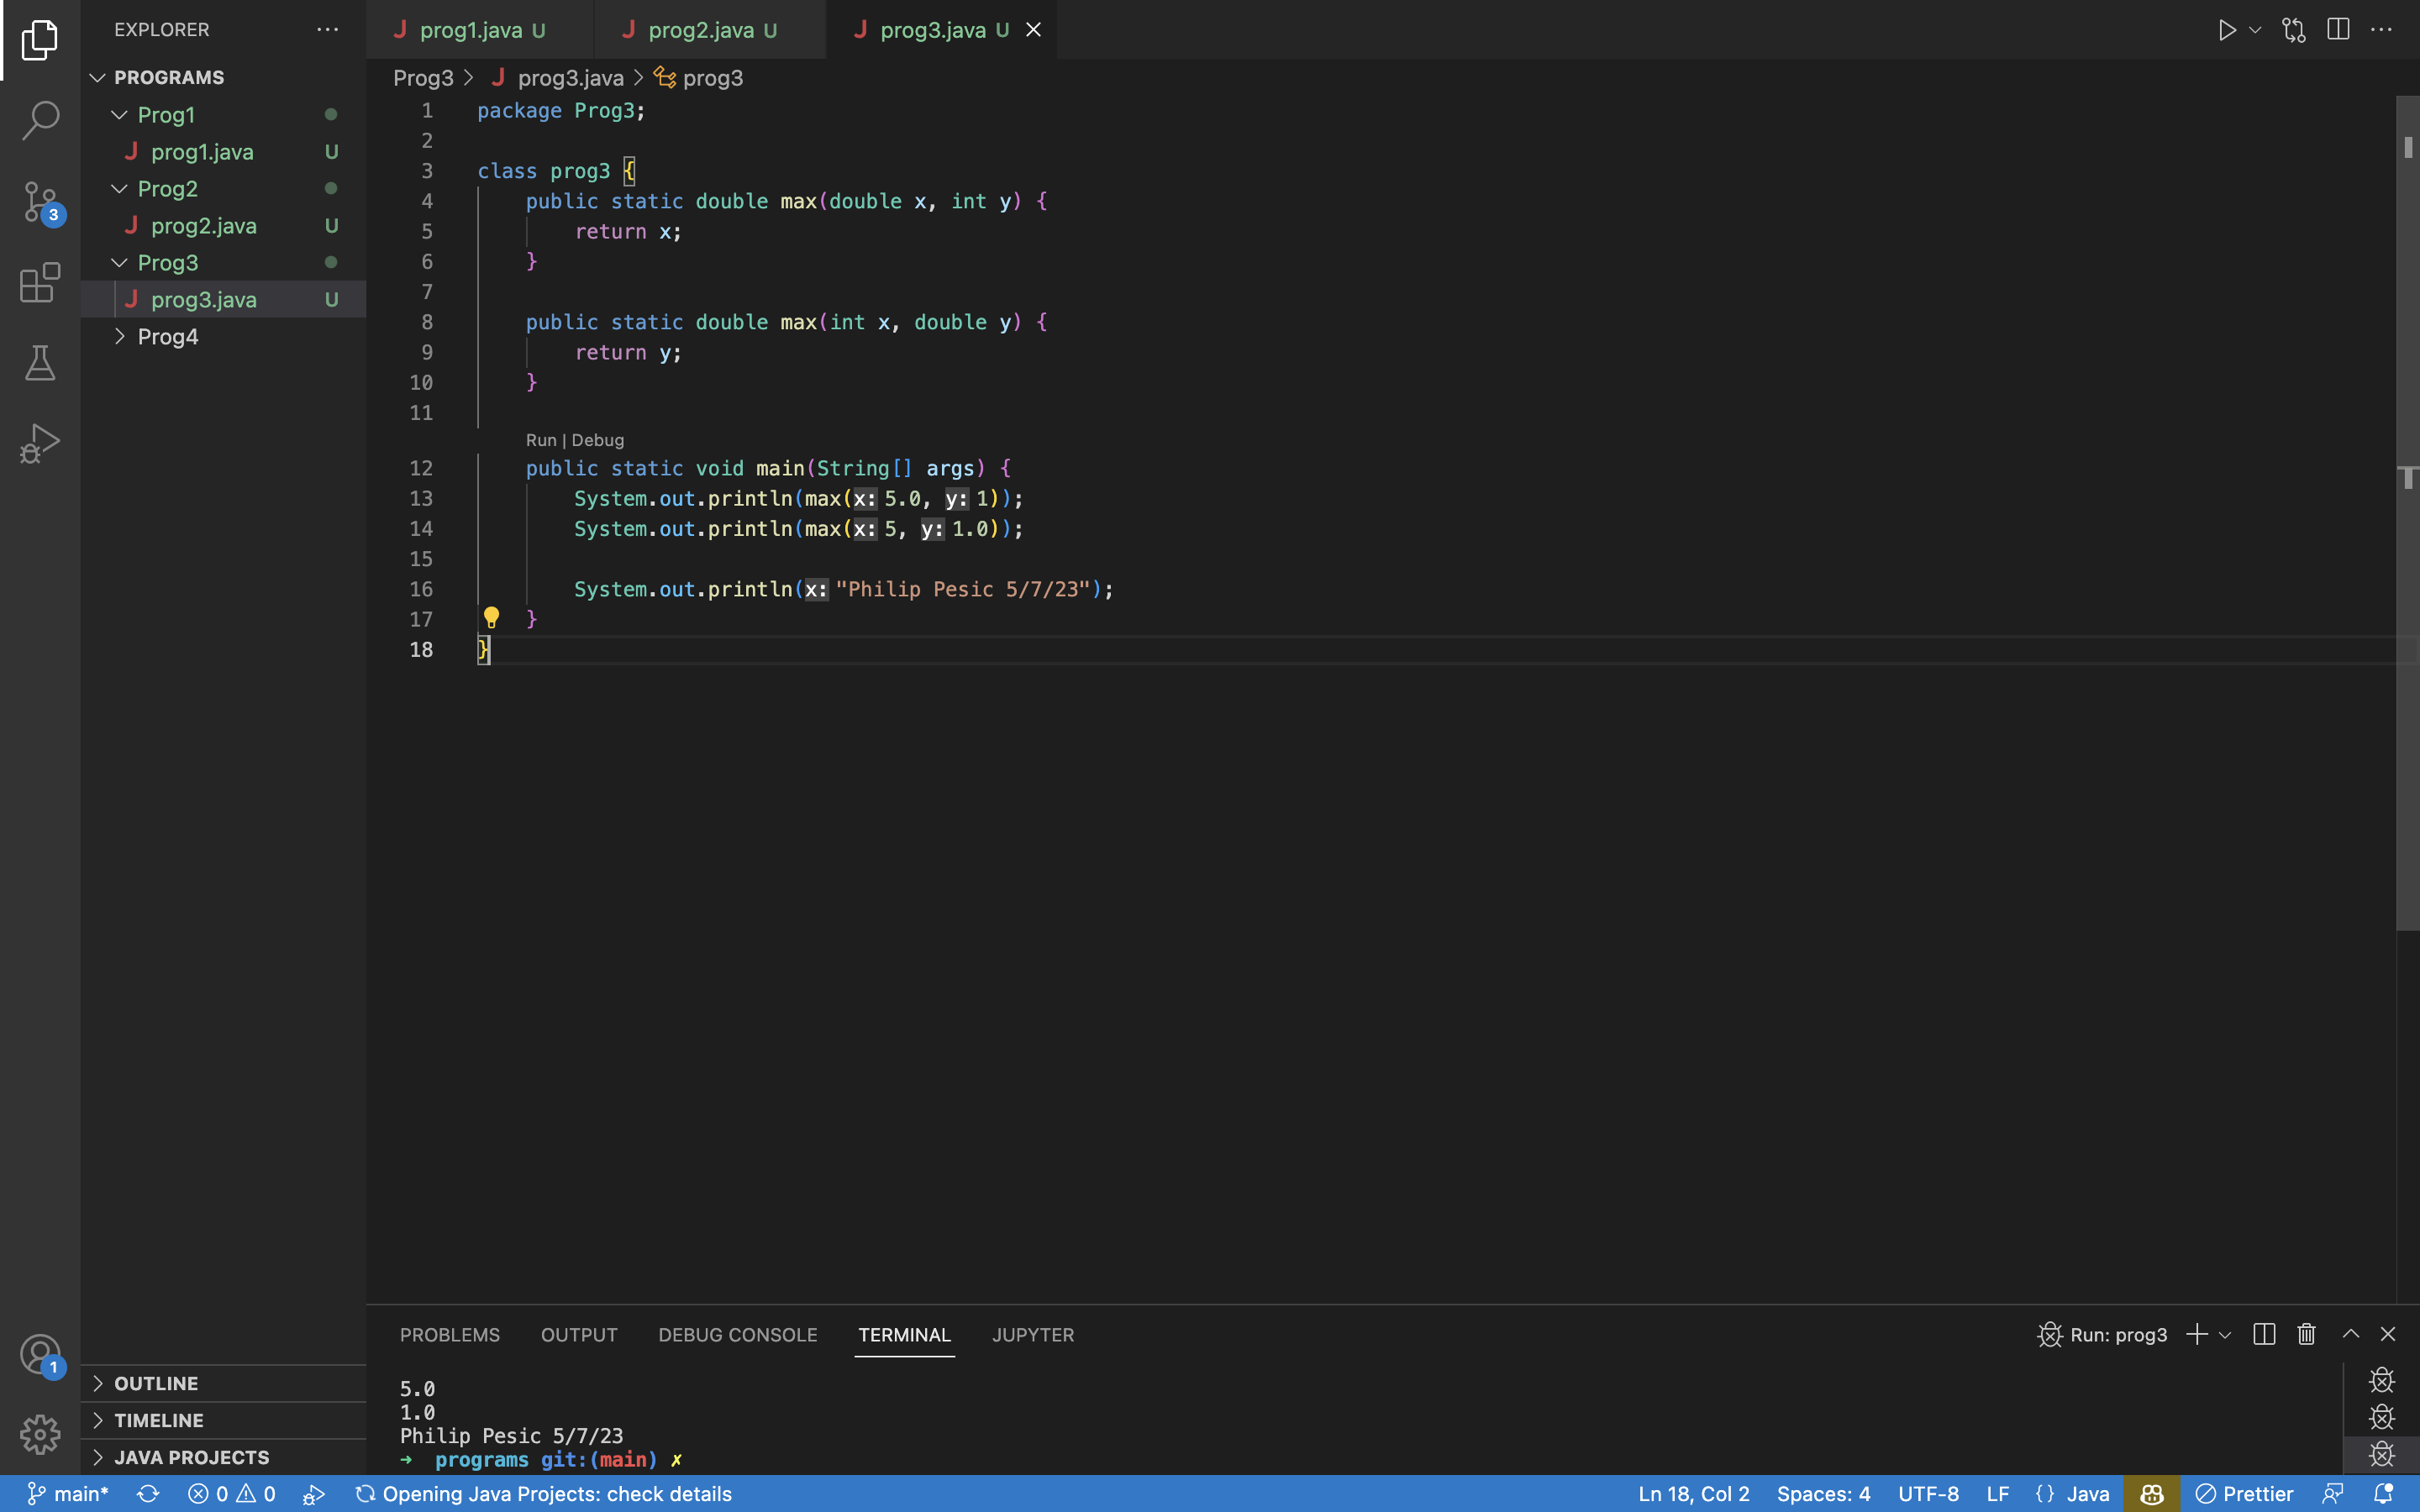 EXPLORER
PROGRAMS
Prog1
J prog1.java U
Prog2
J prog2.java U
Prog3
J prog3.java U
Prog4
OUTLINE
TIMELINE
JAVA PROJECTS
3
1
J prog1.java U
J prog2.java U
J prog3.java U
Prog3 > J prog3.java > prog3
1 package Prog3;
2
3 class prog3 {
4 public static double max(double x, int y) {
5 return x;
6 }
7
8 public static double max(int x, double y) {
9 return y;
10 }
11
Run | Debug
12 public static void main(String[] args) {
13 System.out.println(max(x: 5.0, y: 1));
14 System.out.println(max(x: 5, y: 1.0));
15
16 System.out.println(x: "Philip Pesic 5/7/23");
17 }
18 }
PROBLEMS OUTPUT DEBUG CONSOLE TERMINAL JUPYTER
Run: prog3
5.0
1.0
Philip Pesic 5/7/23
➜ programs git:(main) ✗
main* 0 0 Opening Java Projects: check details Ln 18, Col 2 Spaces: 4 UTF-8 LF {} Java Prettier